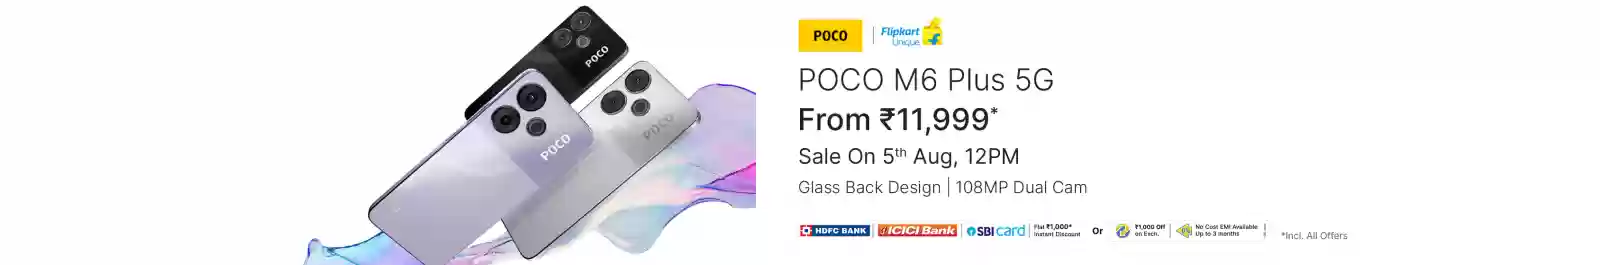 POCO
POCO
POCO
POCO
Flipkart
Unique
POCO M6 Plus 5G
From ₹11,999*
Sale On 5th Aug, 12PM
Glass Back Design | 108MP Dual Cam
HDFC BANK
ICICI Bank
SBI card
Flat ₹1,000*
Instant Discount
Or
₹1,000 Off
on Exch.
No Cost EMI Available
Up to 3 months
*Incl. All Offers